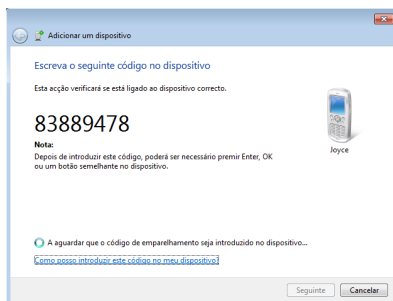 Adicionar um dispositivo
Escreva o seguinte código no dispositivo
Esta acção verificará se está ligado ao dispositivo correcto.
83889478
Nota:
Depois de introduzir este código, poderá ser necessário premir Enter, OK
ou um botão semelhante no dispositivo.
Joyce
A aguardar que o código de emparelhamento seja introduzido no dispositivo...
Como posso introduzir este código no meu dispositivo?
Seguinte
Cancelar